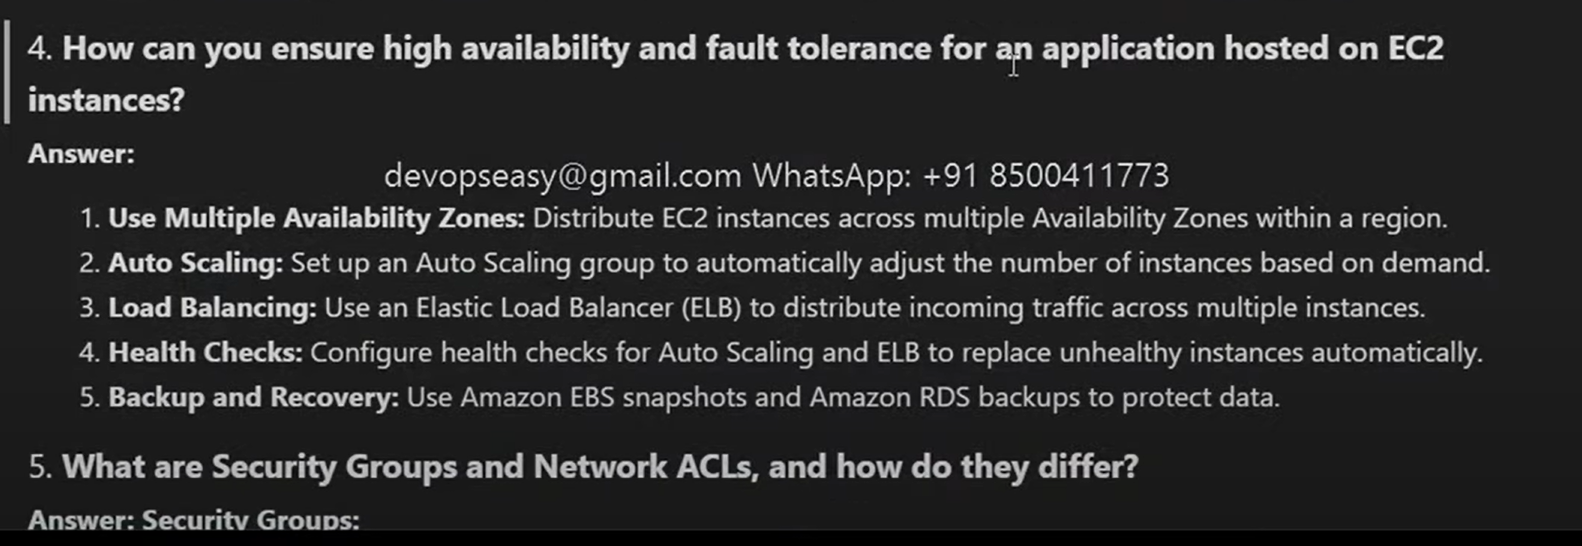 4. How can you ensure high availability and fault tolerance for an application hosted on EC2
instances?
Answer:
devopseasy@gmail.com WhatsApp: +91 8500411773
1. Use Multiple Availability Zones: Distribute EC2 instances across multiple Availability Zones within a region.
2. Auto Scaling: Set up an Auto Scaling group to automatically adjust the number of instances based on demand.
3. Load Balancing: Use an Elastic Load Balancer (ELB) to distribute incoming traffic across multiple instances.
4. Health Checks: Configure health checks for Auto Scaling and ELB to replace unhealthy instances automatically.
5. Backup and Recovery: Use Amazon EBS snapshots and Amazon RDS backups to protect data.
5. What are Security Groups and Network ACLs, and how do they differ?
Answer: Security Groups: